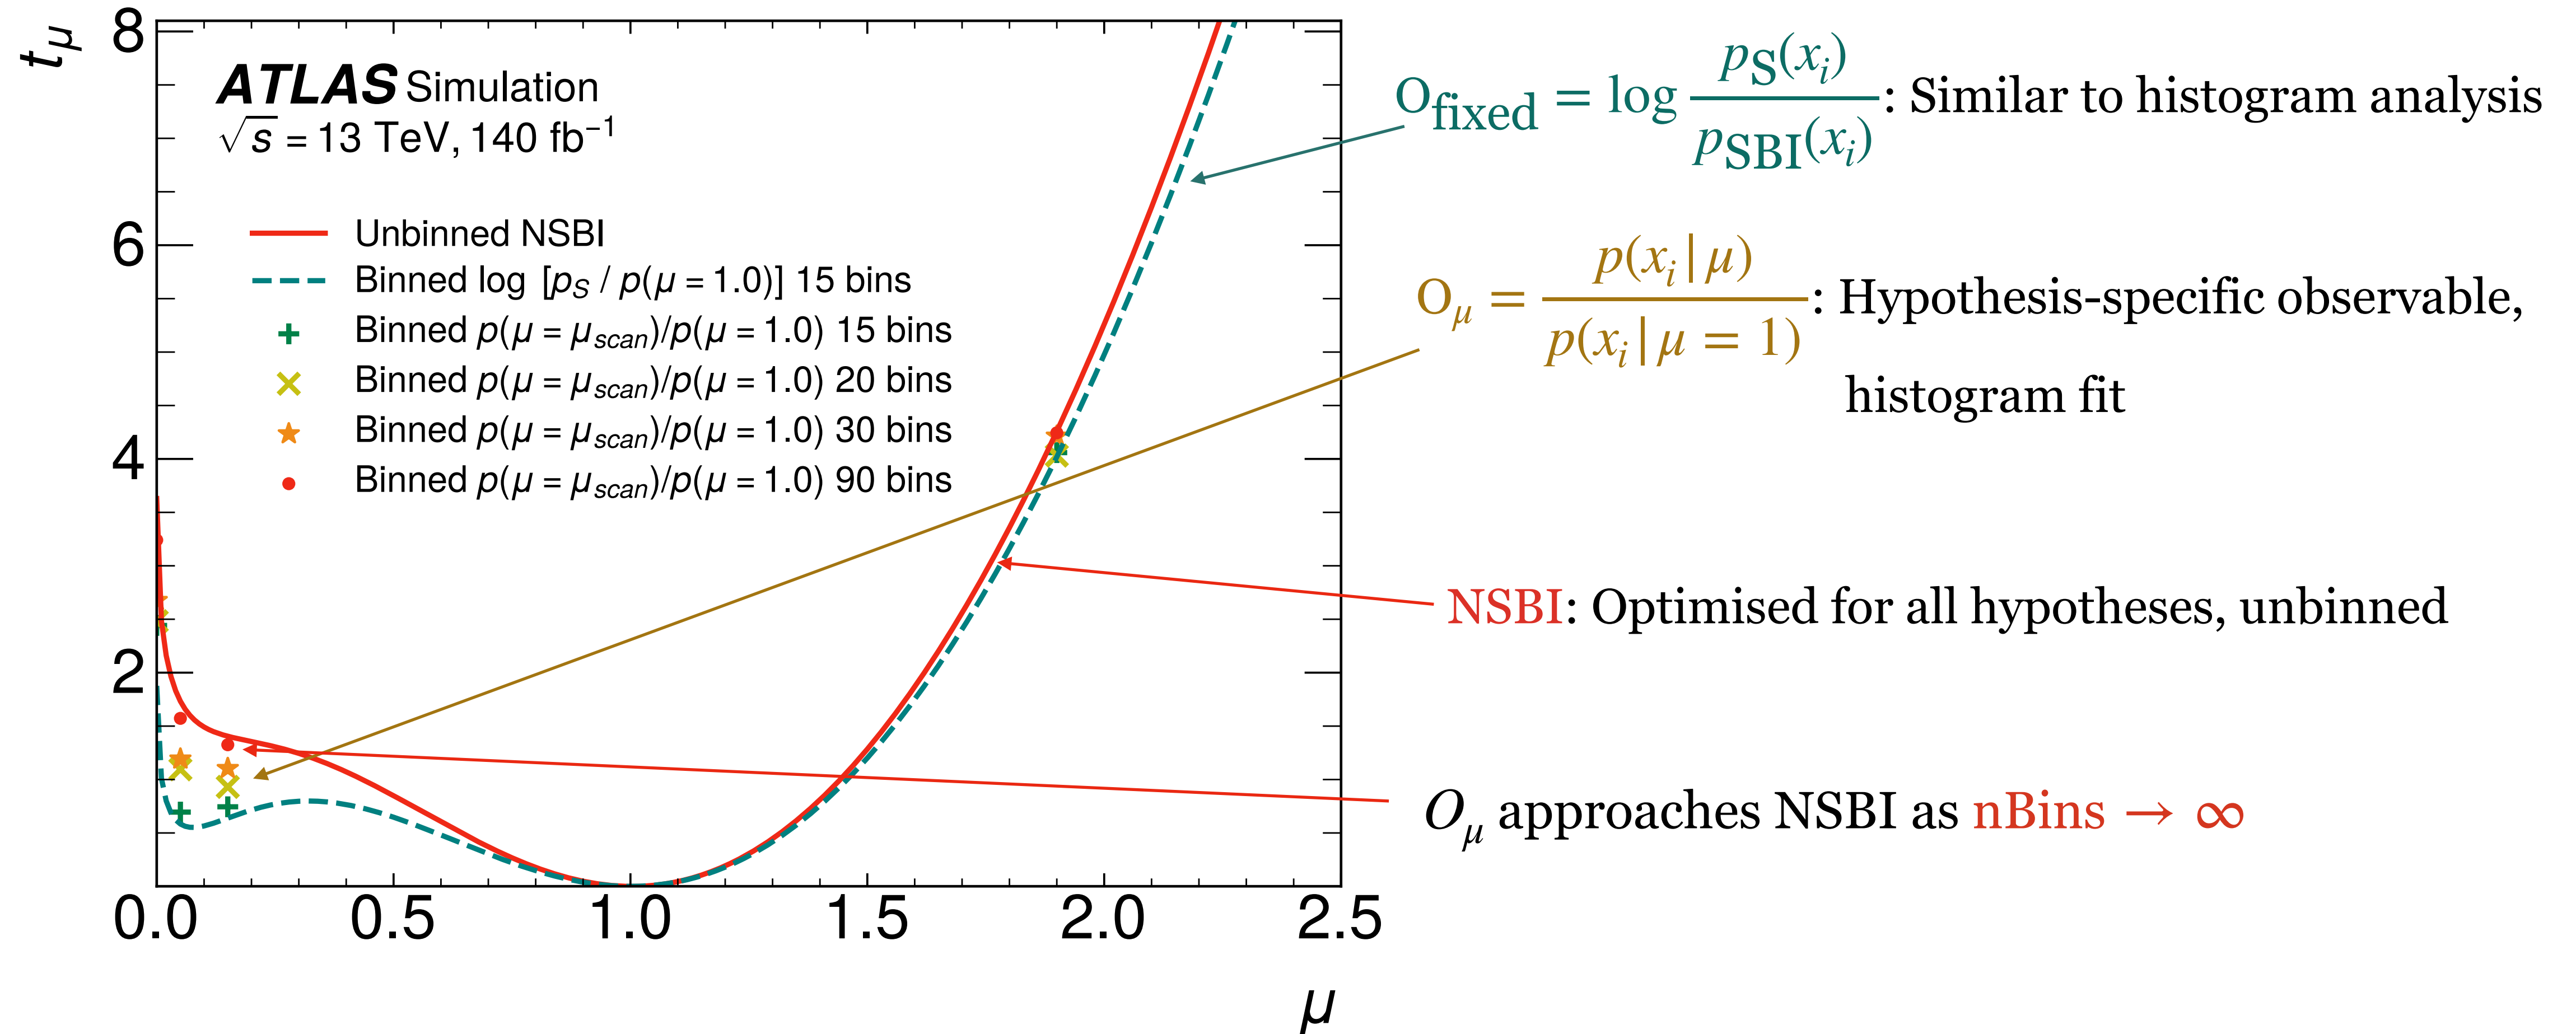 t_μ
8
6
4
2
ATLAS Simulation
√s = 13 TeV, 140 fb⁻¹
Unbinned NSBI
Binned log [p_S / p(μ = 1.0)] 15 bins
Binned p(μ = μ_scan)/p(μ = 1.0) 15 bins
Binned p(μ = μ_scan)/p(μ = 1.0) 20 bins
Binned p(μ = μ_scan)/p(μ = 1.0) 30 bins
Binned p(μ = μ_scan)/p(μ = 1.0) 90 bins
0.0 0.5 1.0 1.5 2.0 2.5
μ
O_fixed = log p_S(x_i) / p_SBI(x_i) : Similar to histogram analysis
O_μ = p(x_i | μ) / p(x_i | μ = 1) : Hypothesis-specific observable,
histogram fit
NSBI: Optimised for all hypotheses, unbinned
O_μ approaches NSBI as nBins → ∞